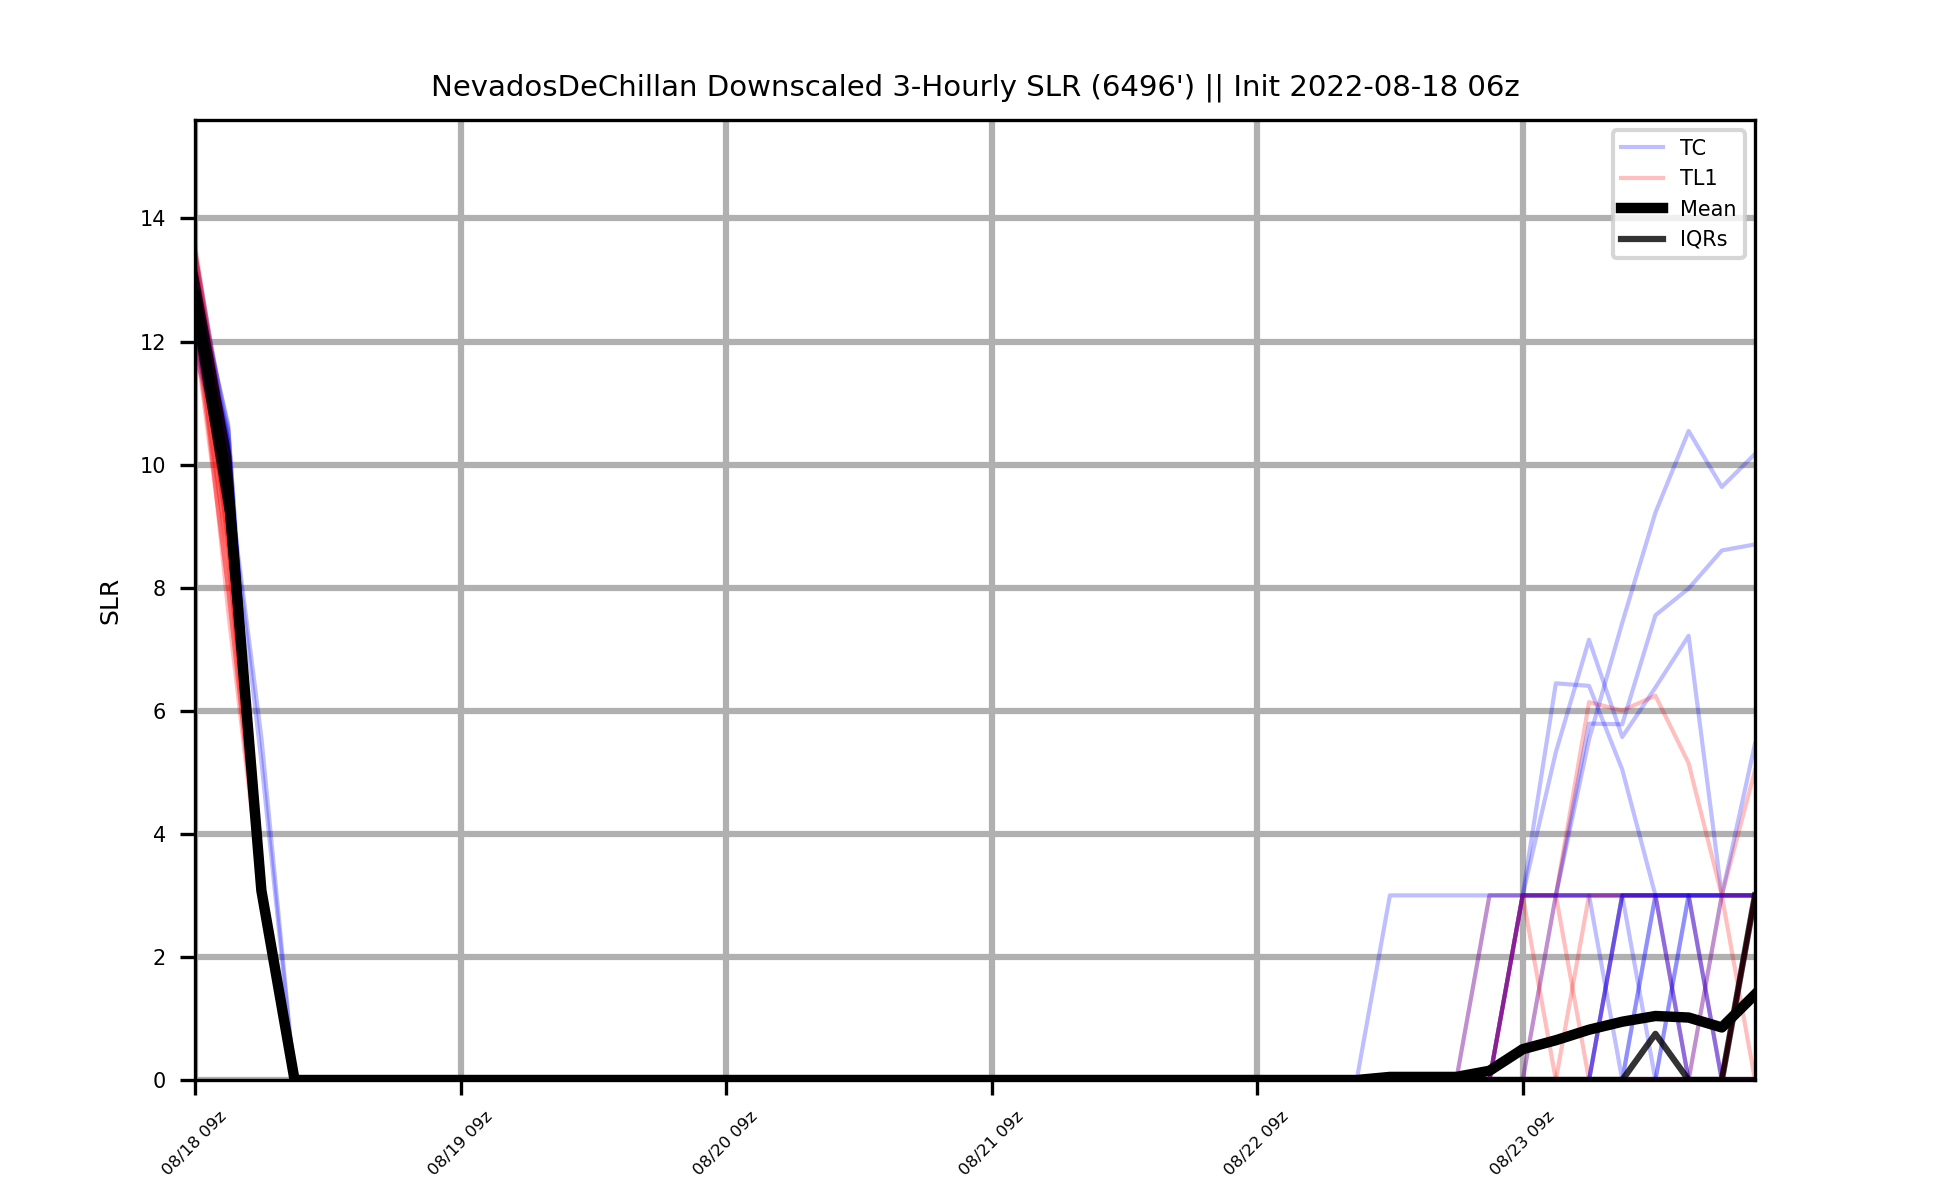 NevadosDeChillan Downscaled 3-Hourly SLR (6496') || Init 2022-08-18 06z
TC
TL1
Mean
IQRs
14
12
10
8
6
4
2
0
SLR
08/18 09z
08/19 09z
08/20 09z
08/21 09z
08/22 09z
08/23 09z